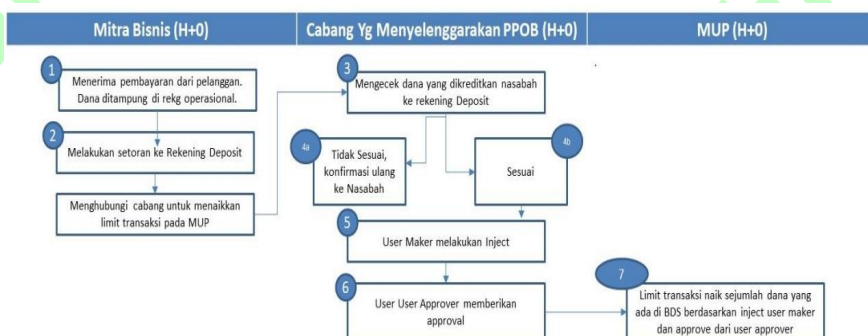 Mitra Bisnis (H+0)
Cabang Yg Menyelenggarakan PPOB (H+0)
MUP (H+0)
1
Menerima pembayaran dari pelanggan.
Dana ditampung di rekg operasional.
2
Melakukan setoran ke Rekening Deposit
Menghubungi cabang untuk menaikkan
limit transaksi pada MUP
3
Mengecek dana yang dikreditkan nasabah
ke rekening Deposit
4a
Tidak Sesuai,
konfirmasi ulang
ke Nasabah
4b
Sesuai
5
User Maker melakukan Inject
6
User User Approver memberikan
approval
7
Limit transaksi naik sejumlah dana yang
ada di BDS berdasarkan inject user maker
dan approve dari user approver